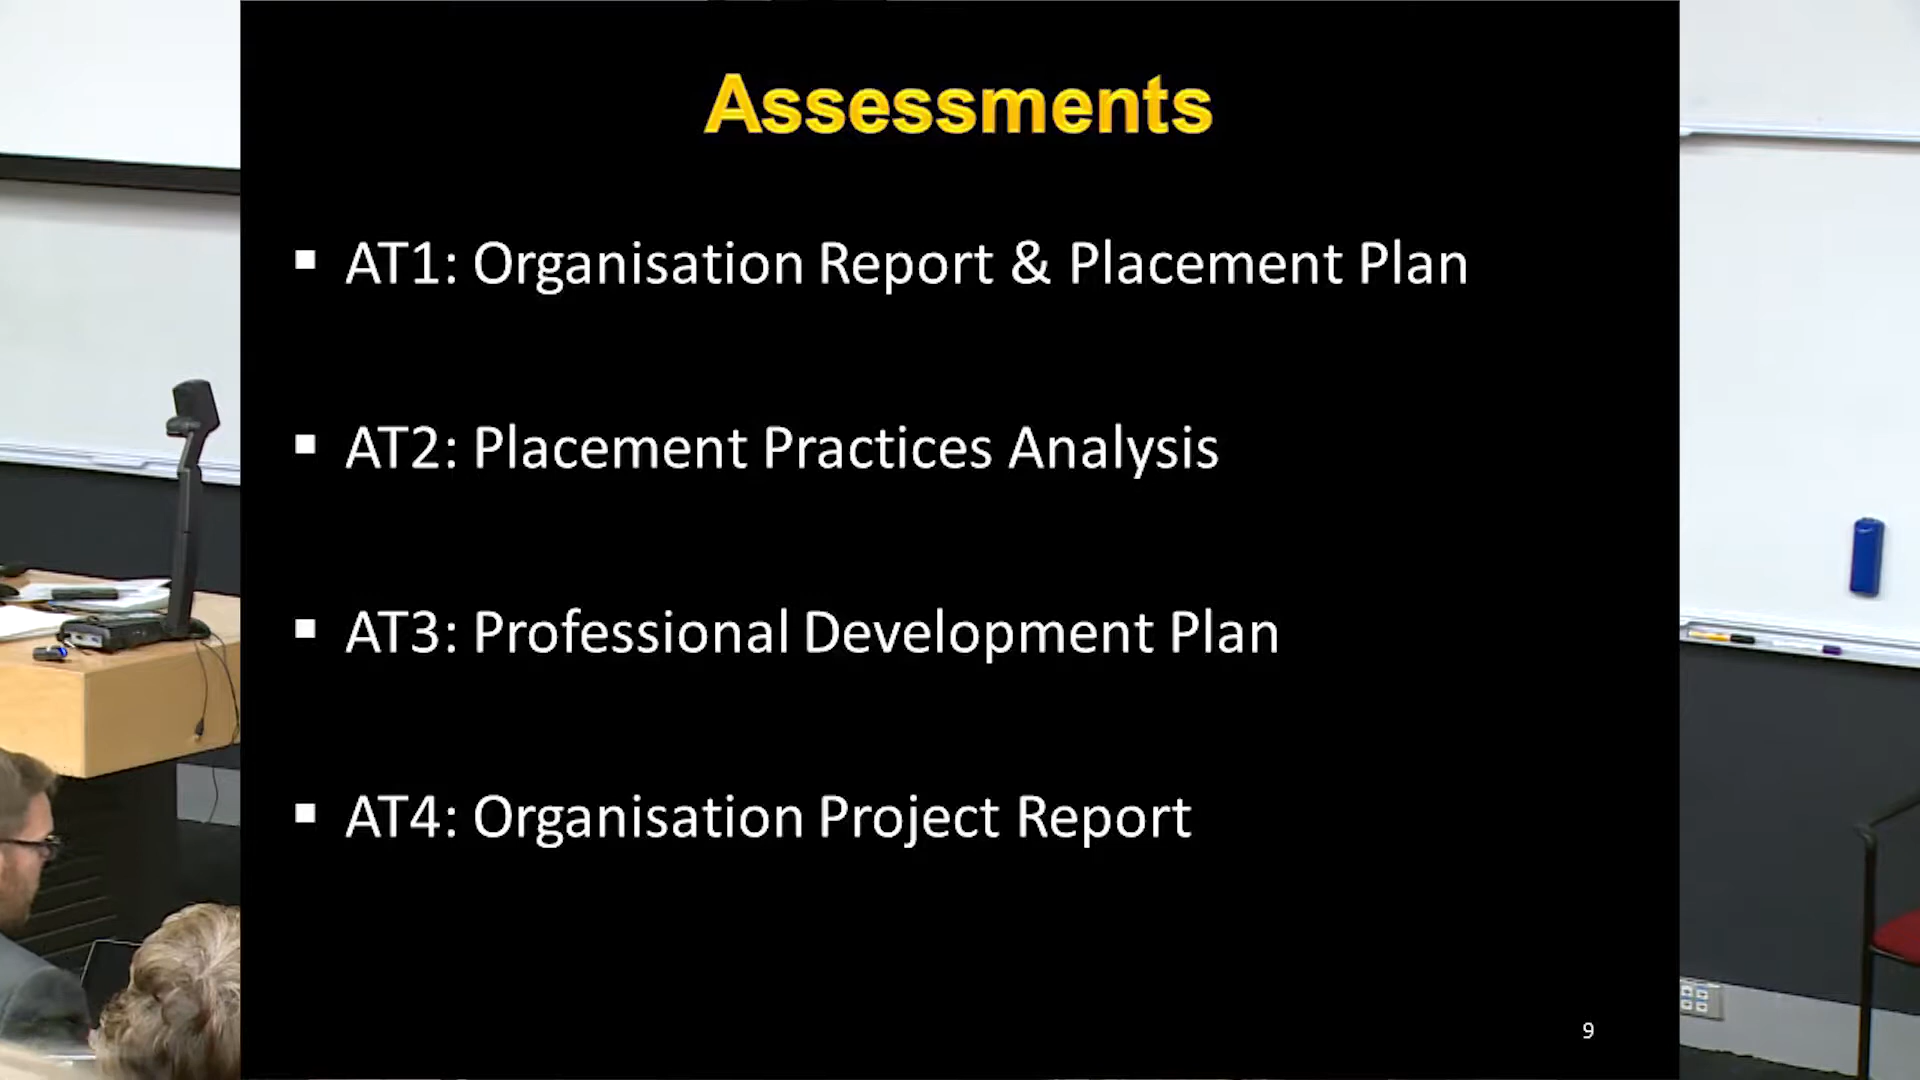 Assessments
▪ AT1: Organisation Report & Placement Plan
▪ AT2: Placement Practices Analysis
▪ AT3: Professional Development Plan
▪ AT4: Organisation Project Report
9